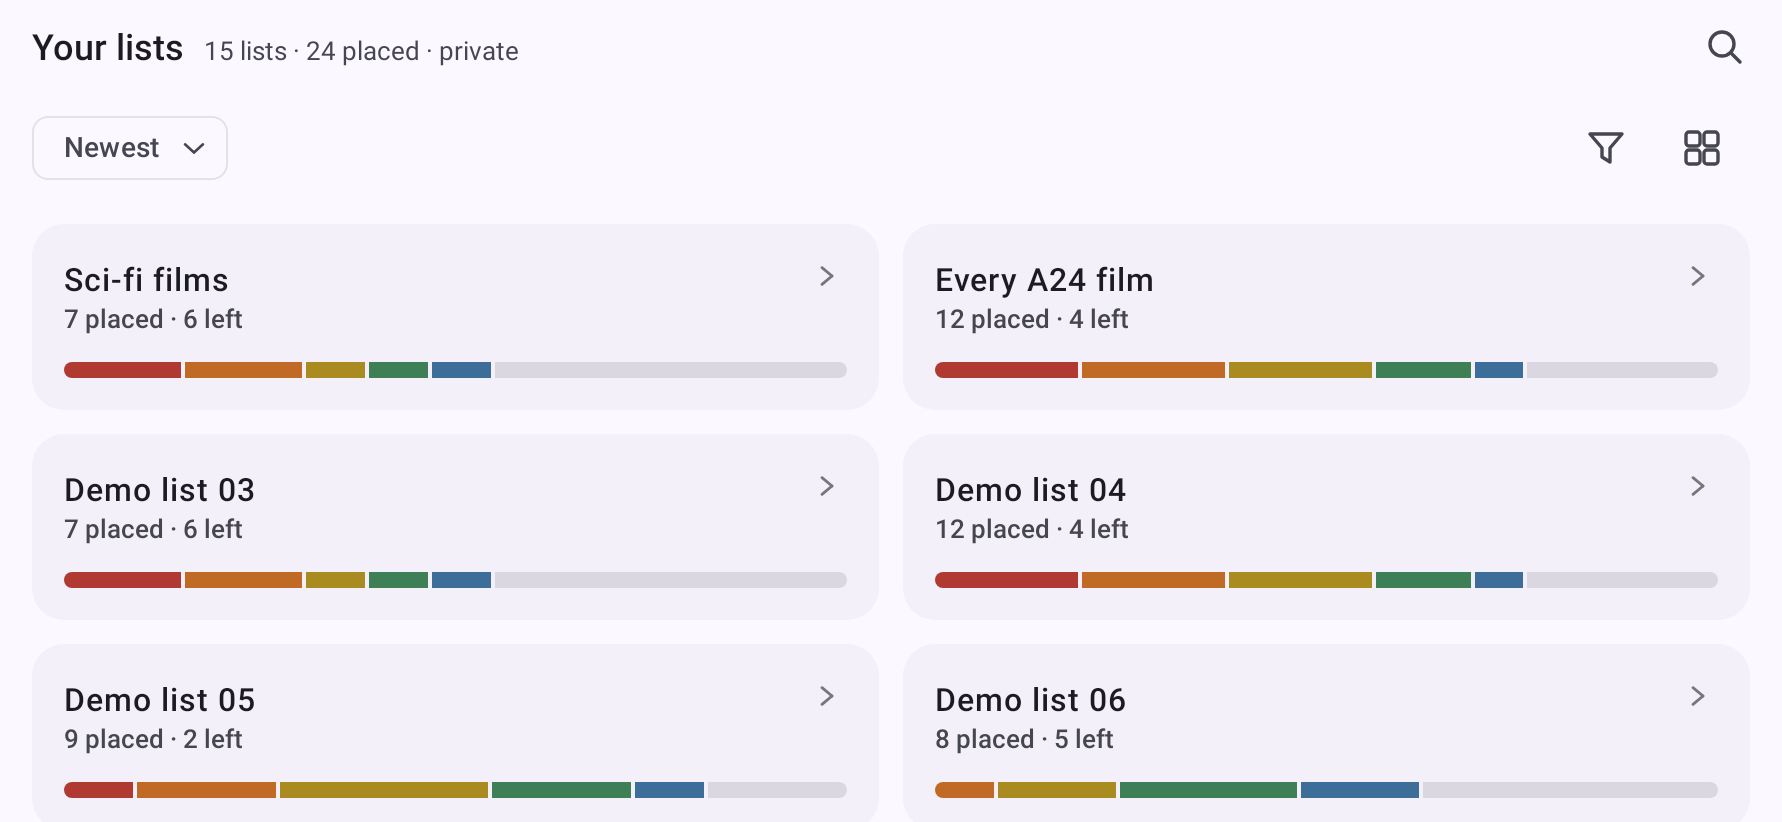 Your lists
15 lists · 24 placed · private
Newest
Sci-fi films
7 placed · 6 left
Every A24 film
12 placed · 4 left
Demo list 03
7 placed · 6 left
Demo list 04
12 placed · 4 left
Demo list 05
9 placed · 2 left
Demo list 06
8 placed · 5 left